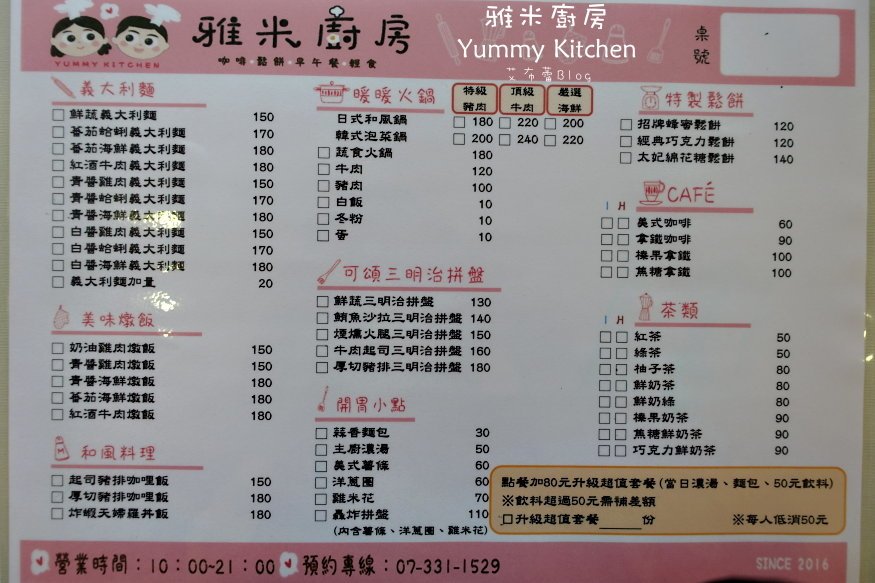 雅米廚房
YUMMY KITCHEN
咖啡·鬆餅·早午餐·輕食
雅米廚房
Yummy Kitchen
艾布蕾Blog
桌號
義大利麵
鮮蔬義大利麵 150
番茄蛤蜊義大利麵 170
番茄海鮮義大利麵 180
紅酒牛肉義大利麵 180
青醬雞肉義大利麵 150
青醬蛤蜊義大利麵 170
青醬海鮮義大利麵 180
白醬雞肉義大利麵 150
白醬蛤蜊義大利麵 170
白醬海鮮義大利麵 180
義大利麵加量 20
美味燉飯
奶油雞肉燉飯 150
青醬雞肉燉飯 150
青醬海鮮燉飯 180
番茄海鮮燉飯 180
紅酒牛肉燉飯 180
和風料理
起司豬排咖哩飯 150
厚切豬排咖哩飯 180
炸蝦天婦羅丼飯 180
暖暖火鍋 特級豬肉 頂級牛肉 嚴選海鮮
日式和風鍋 180 220 200
韓式泡菜鍋 200 240 220
蔬食火鍋 180
牛肉 120
豬肉 100
白飯 10
冬粉 10
蛋 10
可頌三明治拼盤
鮮蔬三明治拼盤 130
鮪魚沙拉三明治拼盤 140
煙燻火腿三明治拼盤 150
牛肉起司三明治拼盤 160
厚切豬排三明治拼盤 180
開胃小點
蒜香麵包 30
主廚濃湯 50
美式薯條 60
洋蔥圈 60
雞米花 70
轟炸拼盤 110
(內含薯條、洋蔥圈、雞米花)
特製鬆餅
招牌蜂蜜鬆餅 120
經典巧克力鬆餅 120
太妃綿花糖鬆餅 140
CAFÉ
I H
美式咖啡 60
拿鐵咖啡 90
榛果拿鐵 100
焦糖拿鐵 100
茶類
I H
紅茶 50
綠茶 50
柚子茶 80
鮮奶茶 80
鮮奶綠 80
榛果奶茶 90
焦糖鮮奶茶 90
巧克力鮮奶茶 90
點餐加80元升級超值套餐(當日濃湯、麵包、50元飲料)
※飲料超過50元需補差額
升級超值套餐______份 ※每人低消50元
營業時間:10:00~21:00 預約專線:07-331-1529
SINCE 2016